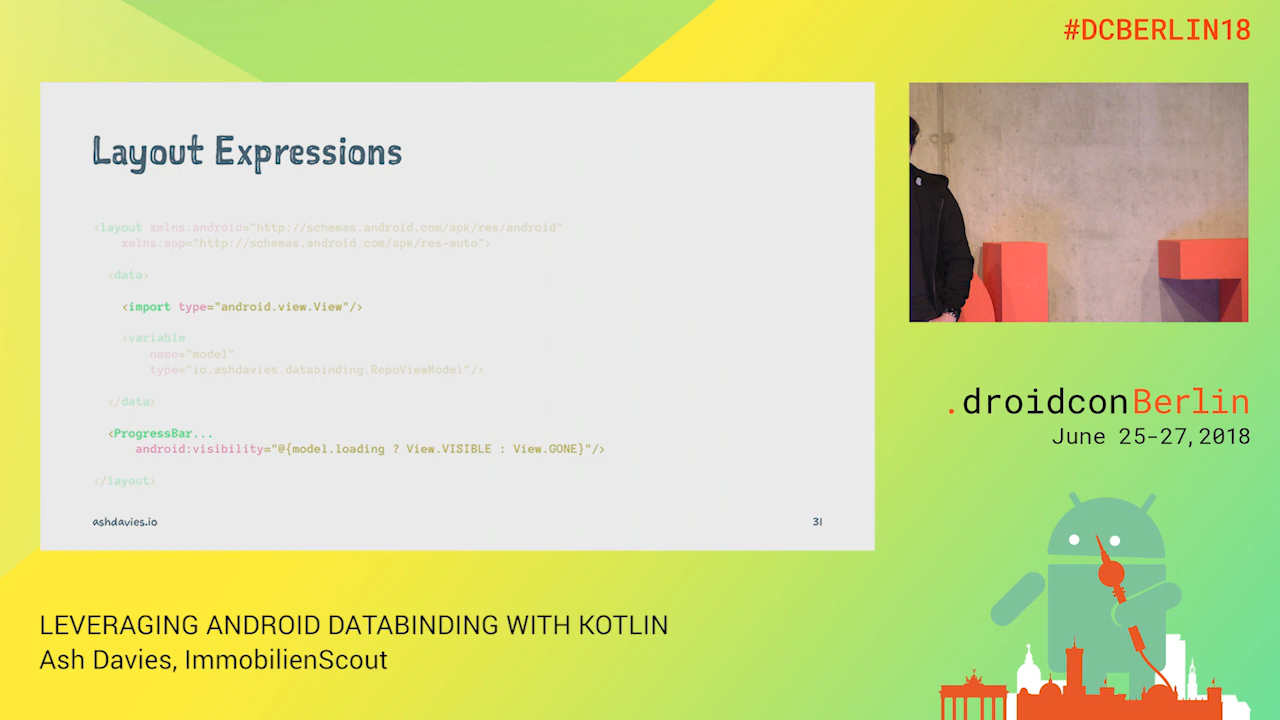 #DCBERLIN18
Layout Expressions
<layout xmlns:android="http://schemas.android.com/apk/res/android"
xmlns:app="http://schemas.android.com/apk/res-auto">
<data>
<import type="android.view.View"/>
<variable
name="model"
type="io.ashdavies.databinding.RepoViewModel"/>
</data>
<ProgressBar...
android:visibility="@{model.loading ? View.VISIBLE : View.GONE}"/>
</layout>
ashdavies.io
31
.droidconBerlin
June 25-27, 2018
LEVERAGING ANDROID DATABINDING WITH KOTLIN
Ash Davies, ImmobilienScout